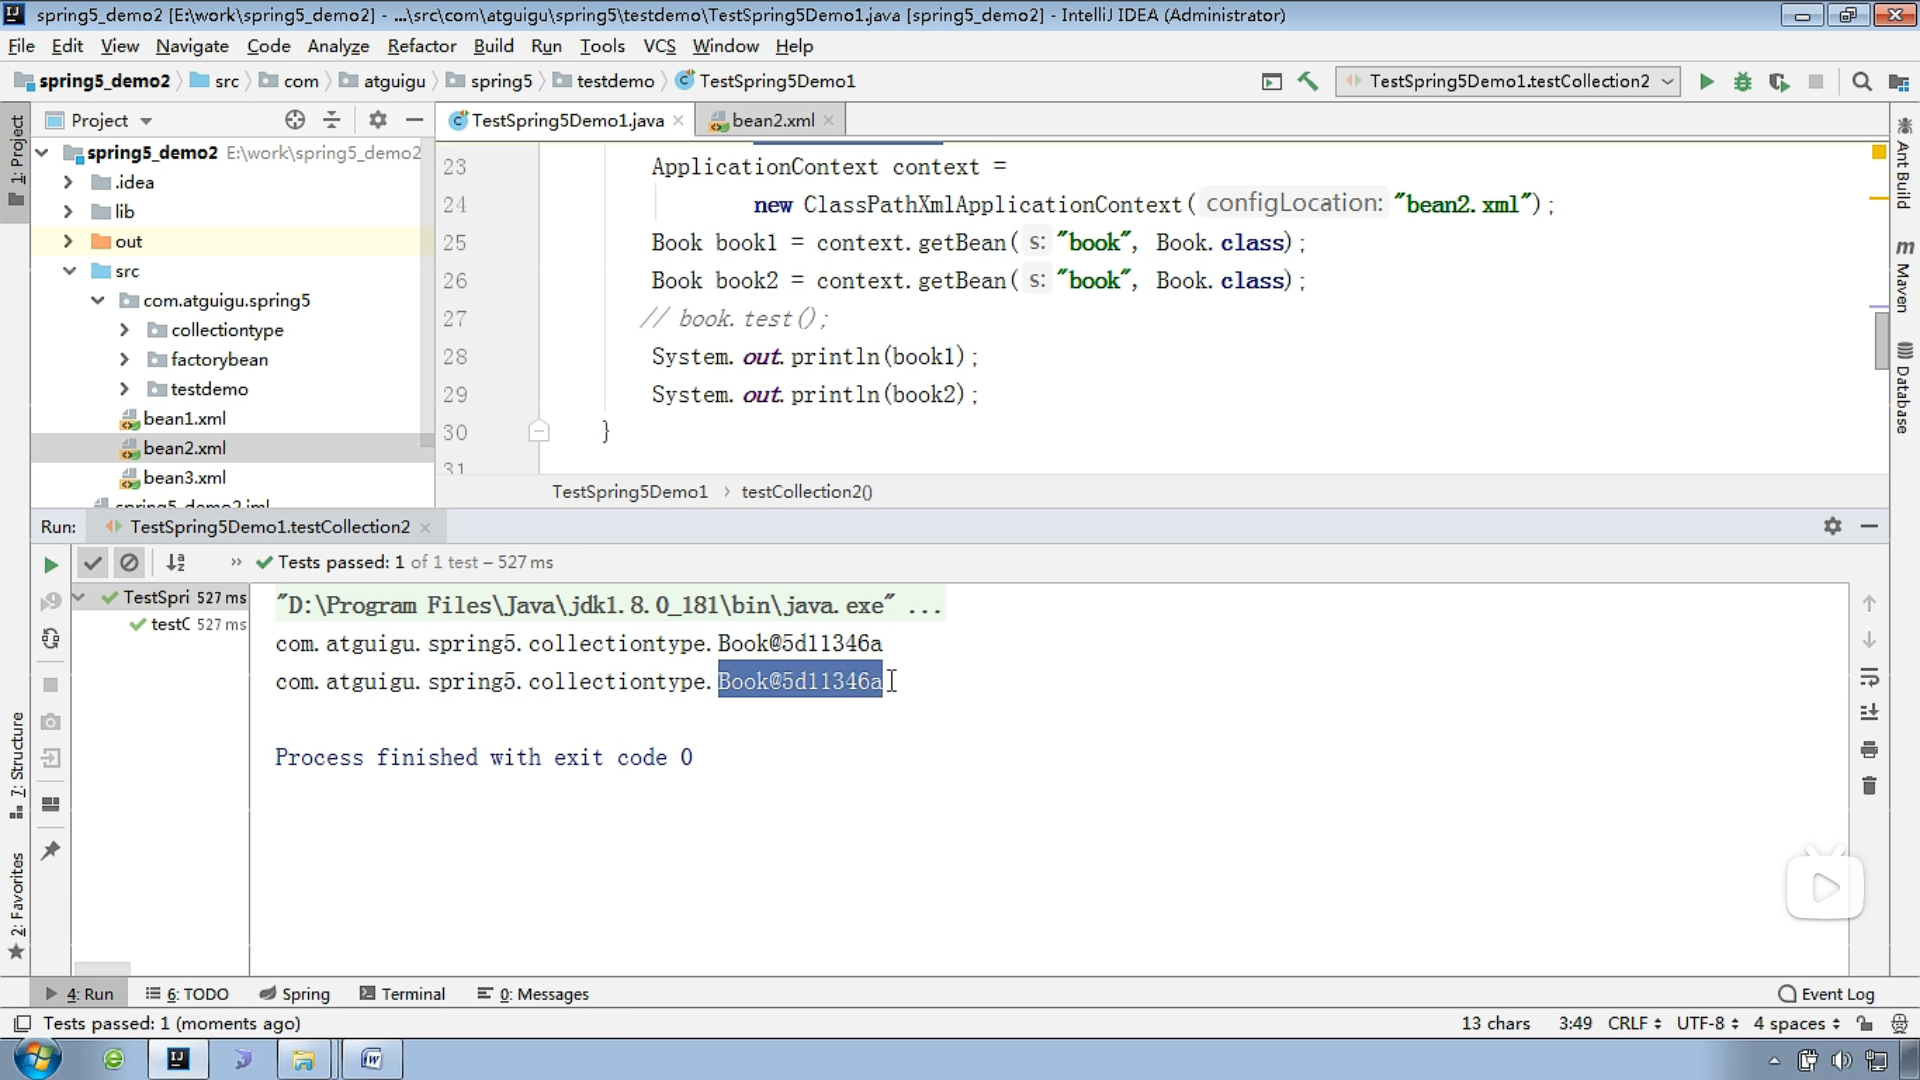 spring5_demo2 [E:\work\spring5_demo2] - ...\src\com\atguigu\spring5\testdemo\TestSpring5Demo1.java [spring5_demo2] - IntelliJ IDEA (Administrator)
File Edit View Navigate Code Analyze Refactor Build Run Tools VCS Window Help
spring5_demo2 src com atguigu spring5 testdemo TestSpring5Demo1
TestSpring5Demo1.testCollection2
1: Project
Project
TestSpring5Demo1.java
bean2.xml
spring5_demo2 E:\work\spring5_demo2
.idea
lib
out
src
com.atguigu.spring5
collectiontype
factorybean
testdemo
bean1.xml
bean2.xml
bean3.xml
spring5_demo2.iml
23 ApplicationContext context =
24 new ClassPathXmlApplicationContext( configLocation: "bean2.xml");
25 Book book1 = context.getBean( s: "book", Book.class);
26 Book book2 = context.getBean( s: "book", Book.class);
27 // book.test();
28 System.out.println(book1);
29 System.out.println(book2);
30 }
31
TestSpring5Demo1 › testCollection2()
Ant Build
Maven
Database
Run: TestSpring5Demo1.testCollection2
Tests passed: 1 of 1 test – 527 ms
TestSpri 527 ms
testC 527 ms
"D:\Program Files\Java\jdk1.8.0_181\bin\java.exe" ...
com.atguigu.spring5.collectiontype.Book@5d11346a
com.atguigu.spring5.collectiontype.Book@5d11346a
Process finished with exit code 0
7: Structure
2: Favorites
4: Run 6: TODO Spring Terminal 0: Messages Event Log
Tests passed: 1 (moments ago) 13 chars 3:49 CRLF UTF-8 4 spaces